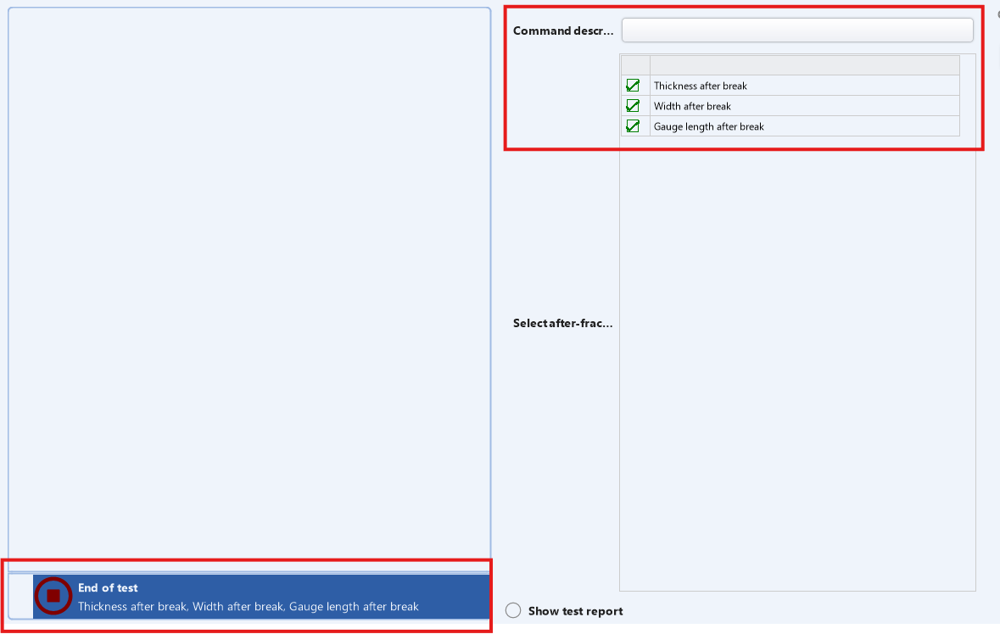 Command descr...
Thickness after break
Width after break
Gauge length after break
Select after-frac...
Show test report
End of test
Thickness after break, Width after break, Gauge length after break